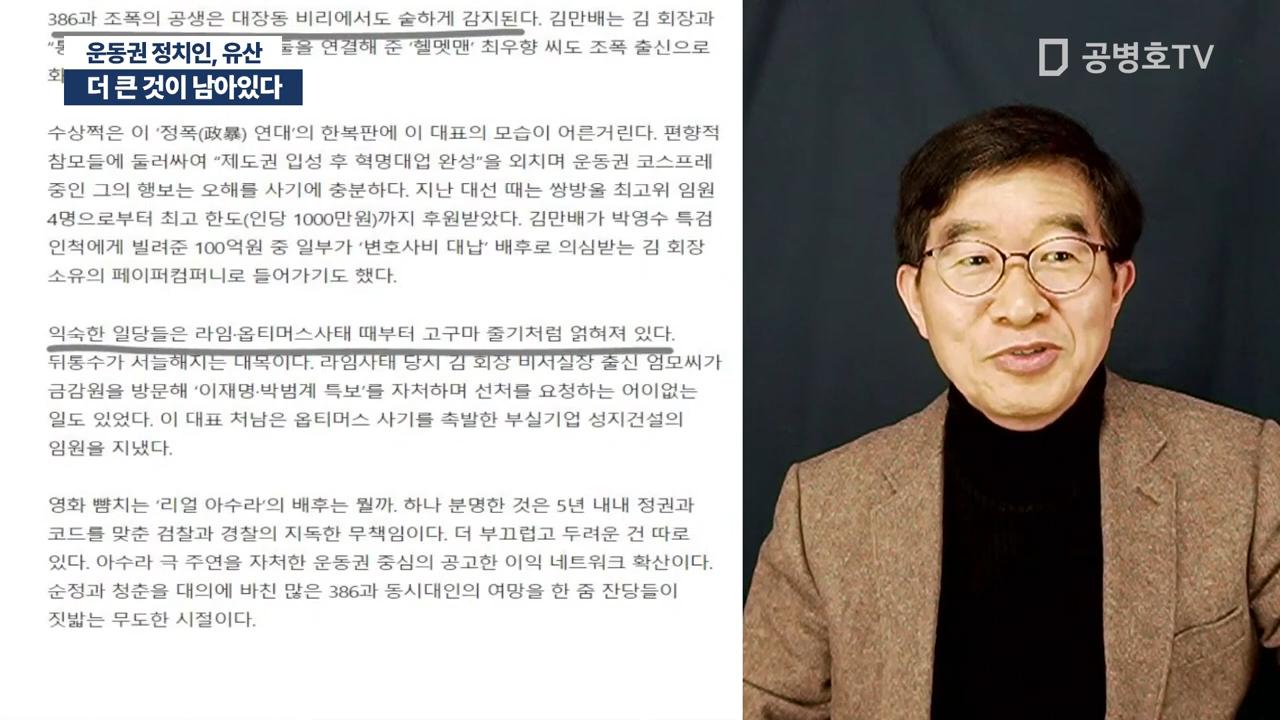 386과 조폭의 공생은 대장동 비리에서도 숱하게 감지된다. 김만배는 김 회장과
둘을 연결해 준 ‘헬멧맨’ 최우향 씨도 조폭 출신으로
운동권 정치인, 유산
더 큰 것이 남아있다
공병호TV
수상쩍은 이 ‘정폭(政暴) 연대’의 한복판에 이 대표의 모습이 어른거린다. 편향적
참모들에 둘러싸여 “제도권 입성 후 혁명대업 완성”을 외치며 운동권 코스프레
중인 그의 행보는 오해를 사기에 충분하다. 지난 대선 때는 쌍방울 최고위 임원
4명으로부터 최고 한도(인당 1000만원)까지 후원받았다. 김만배가 박영수 특검
인척에게 빌려준 100억원 중 일부가 ‘변호사비 대납’ 배후로 의심받는 김 회장
소유의 페이퍼컴퍼니로 들어가기도 했다.
익숙한 일당들은 라임·옵티머스사태 때부터 고구마 줄기처럼 얽혀져 있다.
뒤통수가 서늘해지는 대목이다. 라임사태 당시 김 회장 비서실장 출신 엄모씨가
금감원을 방문해 ‘이재명·박범계 특보’를 자처하며 선처를 요청하는 어이없는
일도 있었다. 이 대표 처남은 옵티머스 사기를 촉발한 부실기업 성지건설의
임원을 지냈다.
영화 뺨치는 ‘리얼 아수라’의 배후는 뭘까. 하나 분명한 것은 5년 내내 정권과
코드를 맞춘 검찰과 경찰의 지독한 무책임이다. 더 부끄럽고 두려운 건 따로
있다. 아수라 극 주연을 자처한 운동권 중심의 공고한 이익 네트워크 확산이다.
순정과 청춘을 대의에 바친 많은 386과 동시대인의 여망을 한 줌 잔당들이
짓밟는 무도한 시절이다.